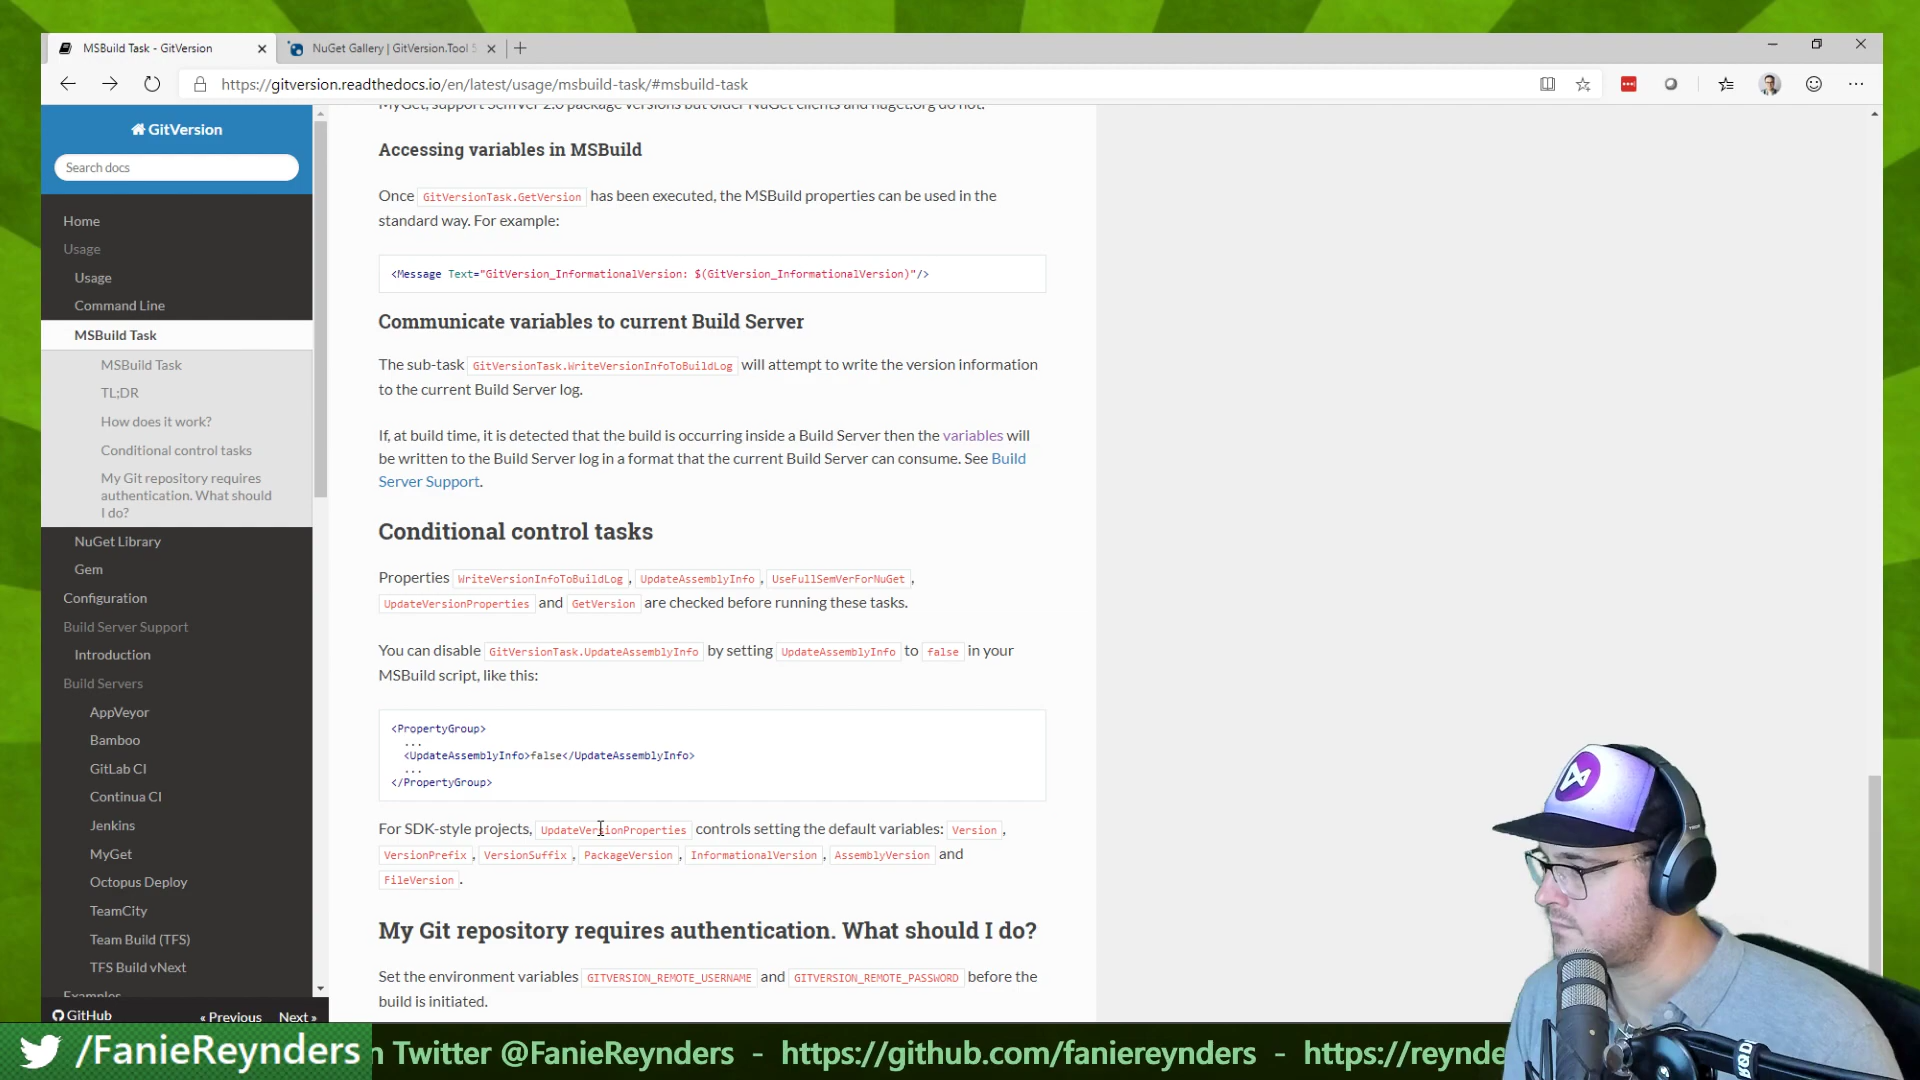 MSBuild Task - GitVersion
NuGet Gallery | GitVersion.Tool 5
https://gitversion.readthedocs.io/en/latest/usage/msbuild-task/#msbuild-task
GitVersion
Search docs
Home
Usage
Usage
Command Line
MSBuild Task
MSBuild Task
TL;DR
How does it work?
Conditional control tasks
My Git repository requires
authentication. What should
I do?
NuGet Library
Gem
Configuration
Build Server Support
Introduction
Build Servers
AppVeyor
Bamboo
GitLab CI
Continua CI
Jenkins
MyGet
Octopus Deploy
TeamCity
Team Build (TFS)
TFS Build vNext
Examples
GitHub
« Previous
Next »
MyGet, support SemVer 2.0 package versions but older NuGet clients and nuget.org do not.
Accessing variables in MSBuild
Once GitVersionTask.GetVersion has been executed, the MSBuild properties can be used in the
standard way. For example:
<Message Text="GitVersion_InformationalVersion: $(GitVersion_InformationalVersion)"/>
Communicate variables to current Build Server
The sub-task GitVersionTask.WriteVersionInfoToBuildLog will attempt to write the version information
to the current Build Server log.
If, at build time, it is detected that the build is occurring inside a Build Server then the variables will
be written to the Build Server log in a format that the current Build Server can consume. See Build
Server Support.
Conditional control tasks
Properties WriteVersionInfoToBuildLog , UpdateAssemblyInfo , UseFullSemVerForNuGet ,
UpdateVersionProperties and GetVersion are checked before running these tasks.
You can disable GitVersionTask.UpdateAssemblyInfo by setting UpdateAssemblyInfo to false in your
MSBuild script, like this:
<PropertyGroup>
...
<UpdateAssemblyInfo>false</UpdateAssemblyInfo>
...
</PropertyGroup>
For SDK-style projects, UpdateVersionProperties controls setting the default variables: Version ,
VersionPrefix , VersionSuffix , PackageVersion , InformationalVersion , AssemblyVersion and
FileVersion .
My Git repository requires authentication. What should I do?
Set the environment variables GITVERSION_REMOTE_USERNAME and GITVERSION_REMOTE_PASSWORD before the
build is initiated.
/FanieReynders
n Twitter @FanieReynders - https://github.com/faniereynders - https://reynde